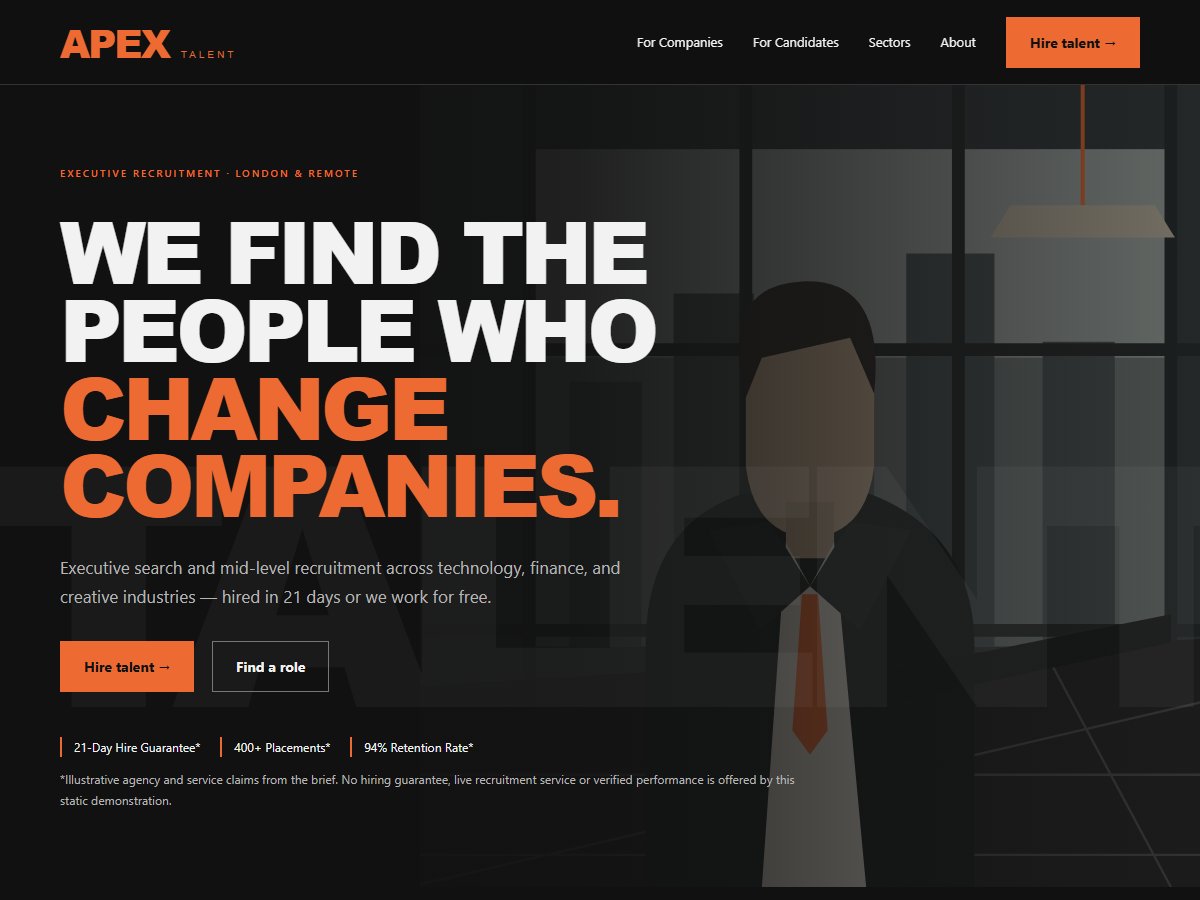 APEX TALENT
For Companies For Candidates Sectors About Hire talent →
EXECUTIVE RECRUITMENT · LONDON & REMOTE
WE FIND THE
PEOPLE WHO
CHANGE
COMPANIES.
TALENT
Executive search and mid-level recruitment across technology, finance, and
creative industries — hired in 21 days or we work for free.
Hire talent → Find a role
21-Day Hire Guarantee* 400+ Placements* 94% Retention Rate*
*Illustrative agency and service claims from the brief. No hiring guarantee, live recruitment service or verified performance is offered by this
static demonstration.